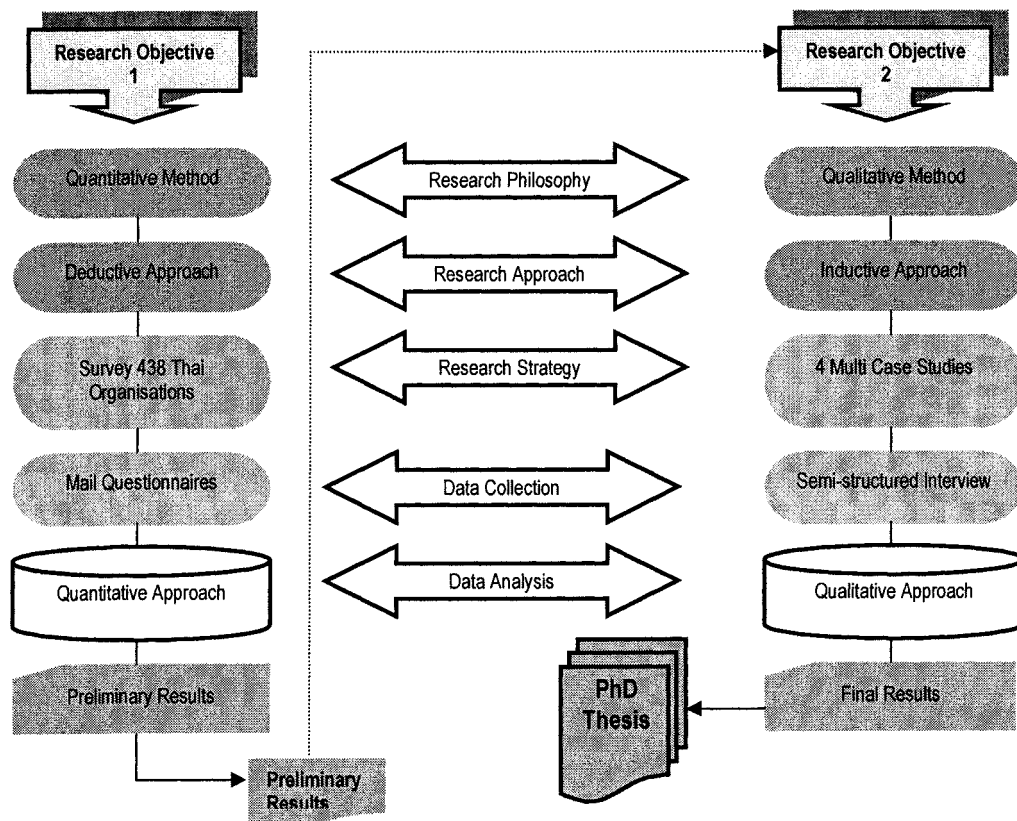 Research Objective
1
Quantitative Method
Deductive Approach
Survey 438 Thai
Organisations
Mail Questionnaires
Quantitative Approach
Preliminary Results
Preliminary
Results
Research Philosophy
Research Approach
Research Strategy
Data Collection
Data Analysis
PhD
Thesis
Research Objective
2
Qualitative Method
Inductive Approach
4 Multi Case Studies
Semi-structured Interview
Qualitative Approach
Final Results